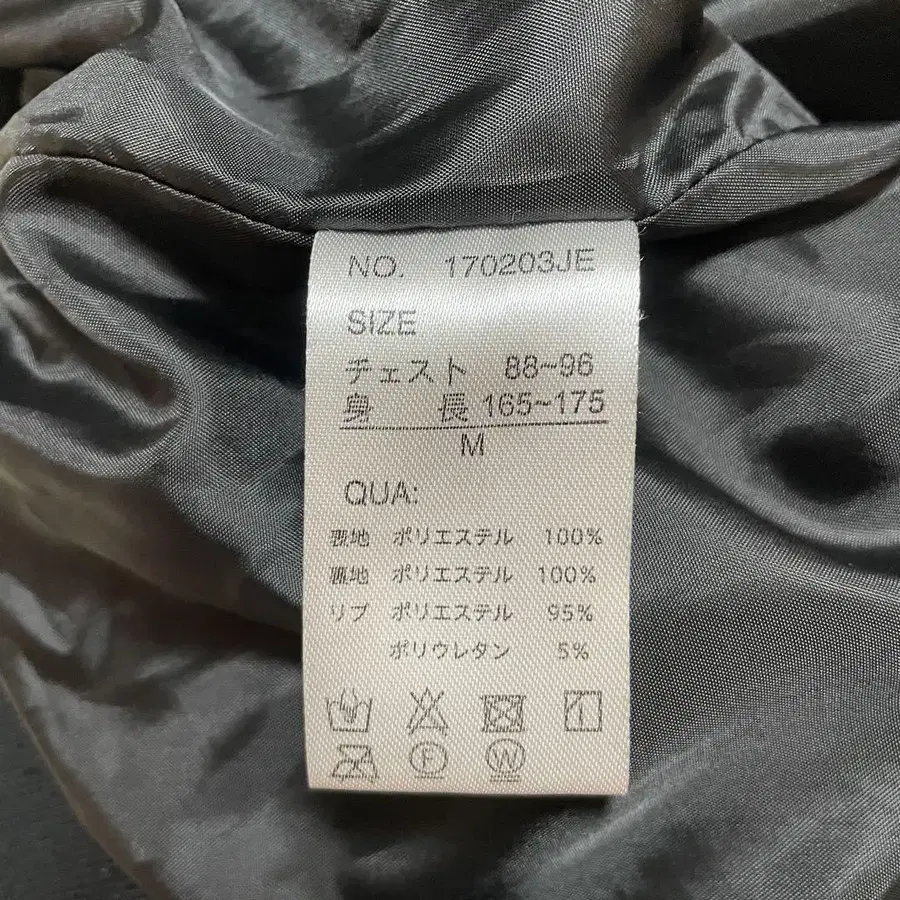 NO. 170203JE
SIZE
チェスト 88~96
身 長 165~175
M
QUA:
表地 ポリエステル 100%
裏地 ポリエステル 100%
リブ ポリエステル 95%
ポリウレタン 5%
F W